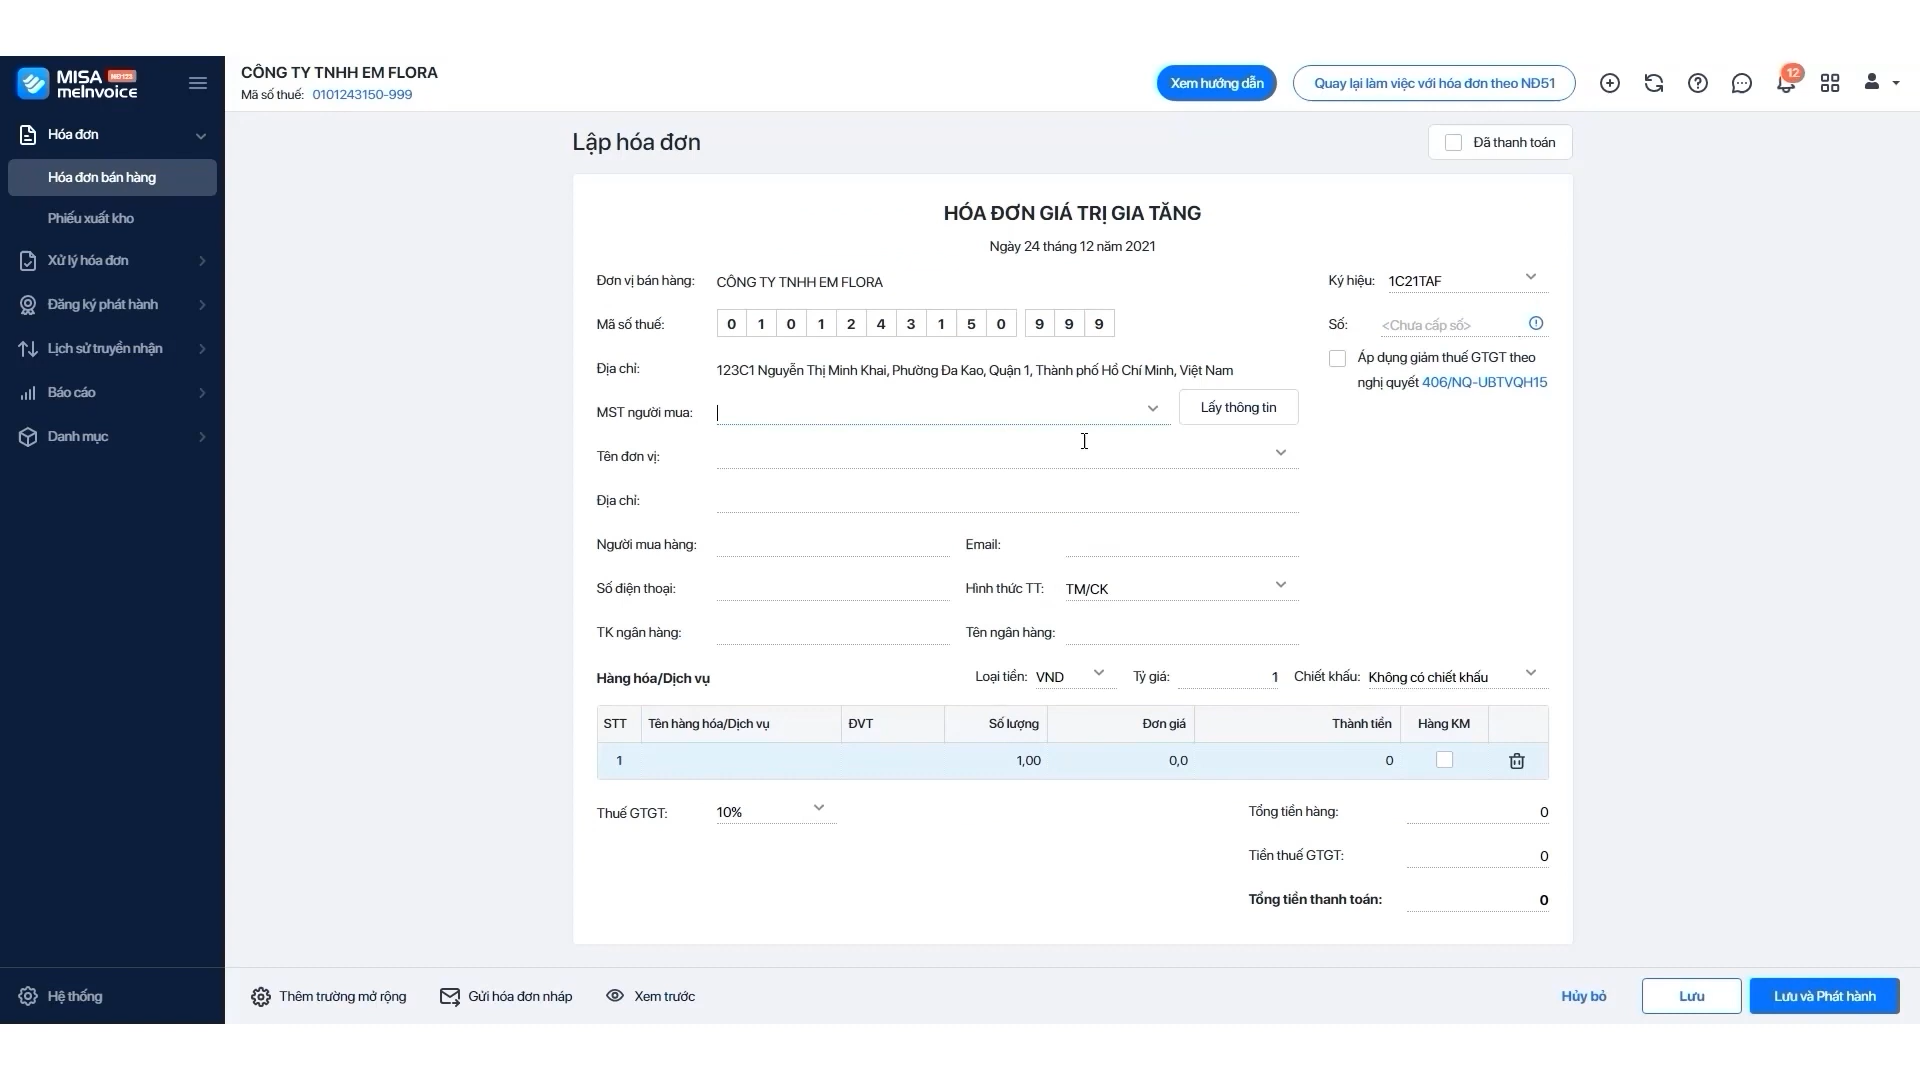 MISA NĐ123
meInvoice
CÔNG TY TNHH EM FLORA
Mã số thuế: 0101243150-999
Xem hướng dẫn
Quay lại làm việc với hóa đơn theo NĐ51
12
Hóa đơn
Hóa đơn bán hàng
Phiếu xuất kho
Xử lý hóa đơn
Đăng ký phát hành
Lịch sử truyền nhận
Báo cáo
Danh mục
Hệ thống
Lập hóa đơn
Đã thanh toán
HÓA ĐƠN GIÁ TRỊ GIA TĂNG
Ngày 24 tháng 12 năm 2021
Đơn vị bán hàng: CÔNG TY TNHH EM FLORA
Ký hiệu: 1C21TAF
Mã số thuế: 0 1 0 1 2 4 3 1 5 0 9 9 9
Số: <Chưa cấp số>
Áp dụng giảm thuế GTGT theo
nghị quyết 406/NQ-UBTVQH15
Địa chỉ: 123C1 Nguyễn Thị Minh Khai, Phường Đa Kao, Quận 1, Thành phố Hồ Chí Minh, Việt Nam
MST người mua: Lấy thông tin
Tên đơn vị:
Địa chỉ:
Người mua hàng: Email:
Số điện thoại: Hình thức TT: TM/CK
TK ngân hàng: Tên ngân hàng:
Hàng hóa/Dịch vụ Loại tiền: VND Tỷ giá: 1 Chiết khấu: Không có chiết khấu
STT Tên hàng hóa/Dịch vụ ĐVT Số lượng Đơn giá Thành tiền Hàng KM
1 1,00 0,0 0
Thuế GTGT: 10% Tổng tiền hàng: 0
Tiền thuế GTGT: 0
Tổng tiền thanh toán: 0
Thêm trường mở rộng Gửi hóa đơn nháp Xem trước Hủy bỏ Lưu Lưu và Phát hành